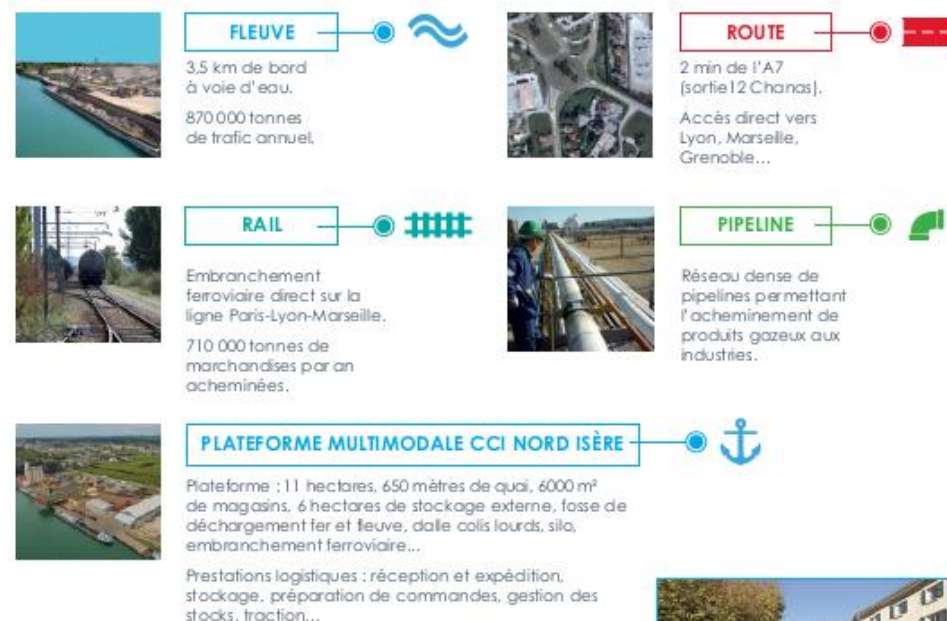 FLEUVE
3,5 km de bord
à voie d'eau.
870 000 tonnes
de trafic annuel.
ROUTE
2 min de l'A7
(sortie12 Chanas).
Accès direct vers
Lyon, Marseille,
Grenoble...
RAIL
Embranchement
ferroviaire direct sur la
ligne Paris-Lyon-Marseille.
710 000 tonnes de
marchandises par an
acheminées.
PIPELINE
Réseau dense de
pipelines permettant
l'acheminement de
produits gazeux aux
industries.
PLATEFORME MULTIMODALE CCI NORD ISÈRE
Plateforme : 11 hectares, 650 mètres de quai, 6000 m²
de magasins, 6 hectares de stockage externe, fosse de
déchargement fer et fleuve, dalle colis lourds, silo,
embranchement ferroviaire...
Prestations logistiques : réception et expédition,
stockage, préparation de commandes, gestion des
stocks, traction...